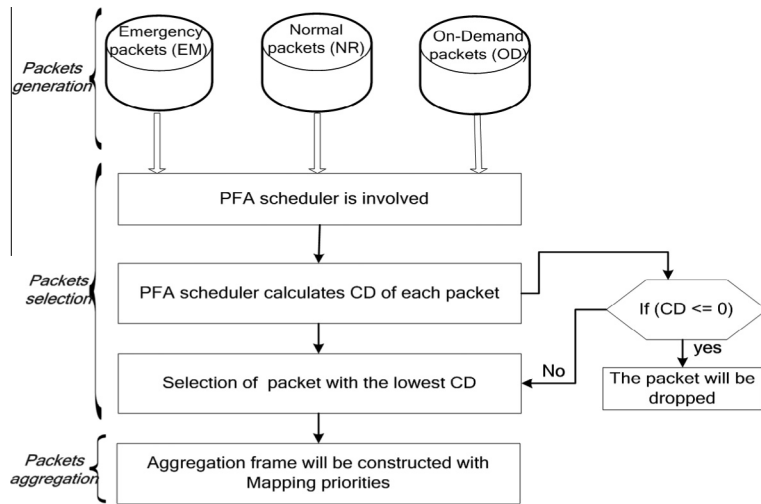 Emergency
packets (EM)
Normal
packets (NR)
On-Demand
packets (OD)
Packets
generation
PFA scheduler is involved
Packets
selection
PFA scheduler calculates CD of each packet
If (CD <= 0)
yes
No
The packet will be
dropped
Selection of packet with the lowest CD
Packets
aggregation
Aggregation frame will be constructed with
Mapping priorities